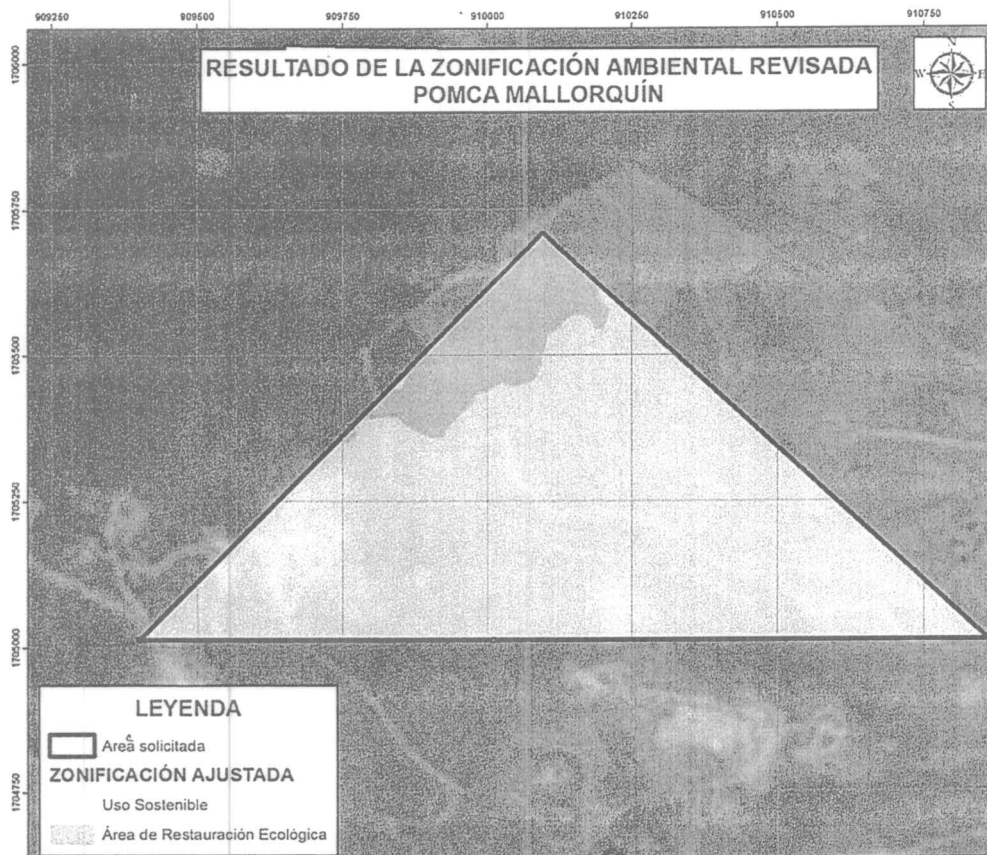 909250 909500 909750 910000 910250 910500 910750
RESULTADO DE LA ZONIFICACIÓN AMBIENTAL REVISADA
POMCA MALLORQUÍN
N
W E
1706000
1705750
1705500
1705250
1705000
1704750
LEYENDA
Area solicitada
ZONIFICACIÓN AJUSTADA
Uso Sostenible
Área de Restauración Ecológica